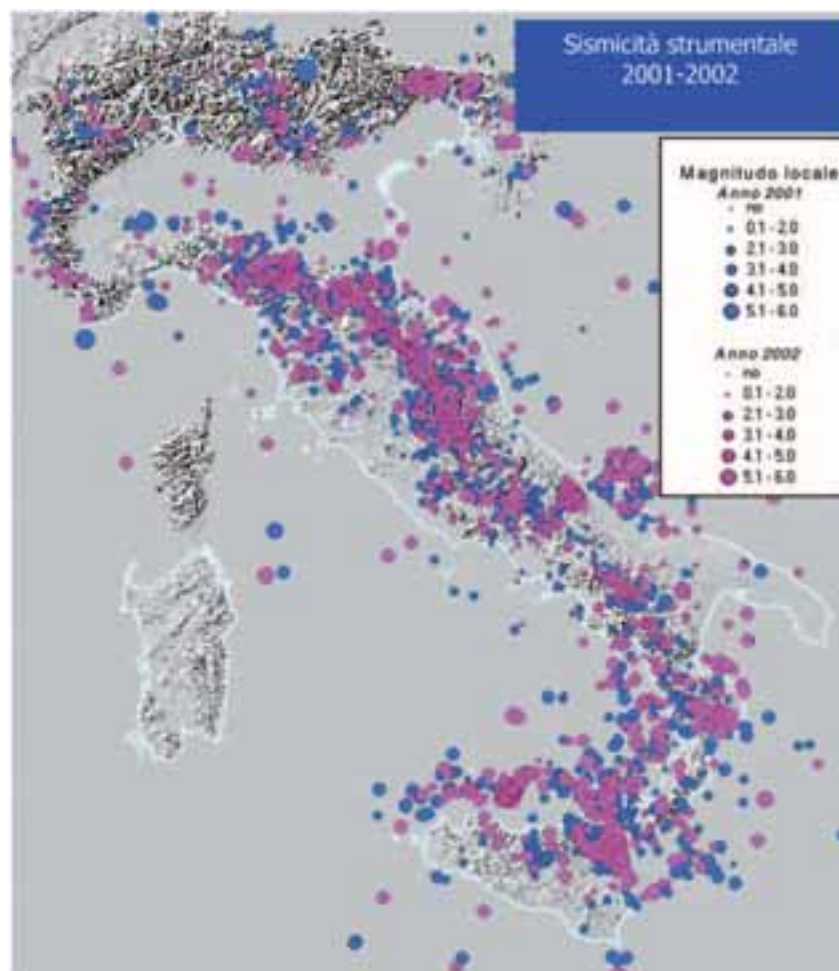 Sismicità strumentale
2001-2002
Magnitudo locale
Anno 2001
no
0.1 - 2.0
2.1 - 3.0
3.1 - 4.0
4.1 - 5.0
5.1 - 6.0
Anno 2002
no
0.1 - 2.0
2.1 - 3.0
3.1 - 4.0
4.1 - 5.0
5.1 - 6.0